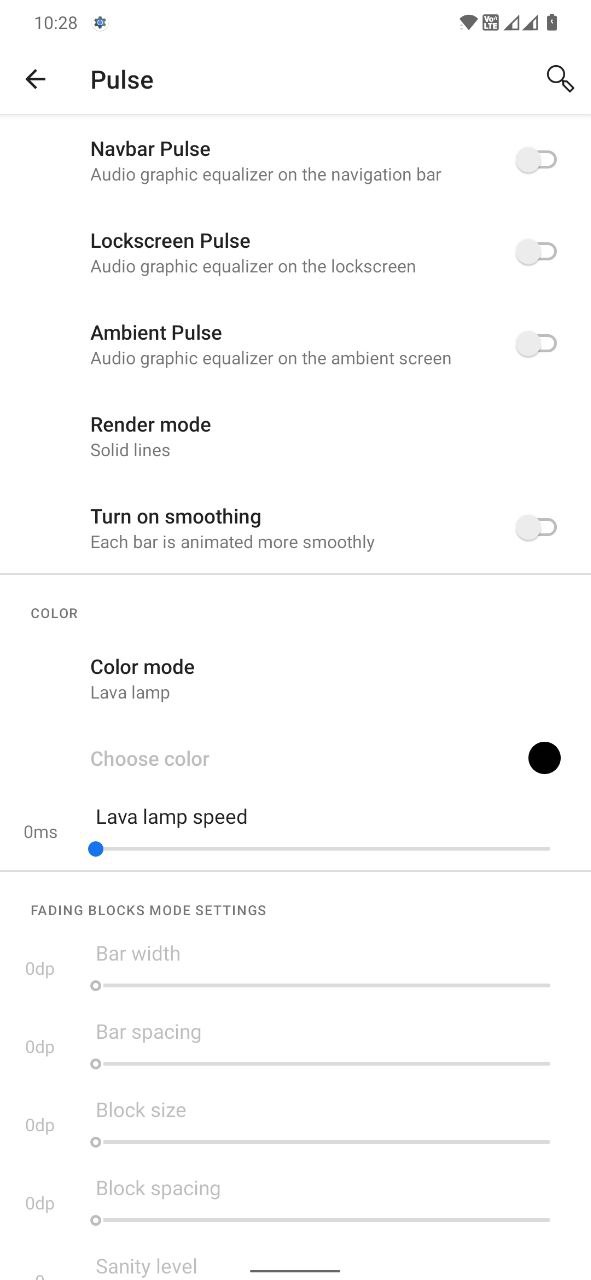 10:28
Vo
LTE
Pulse
Navbar Pulse
Audio graphic equalizer on the navigation bar
Lockscreen Pulse
Audio graphic equalizer on the lockscreen
Ambient Pulse
Audio graphic equalizer on the ambient screen
Render mode
Solid lines
Turn on smoothing
Each bar is animated more smoothly
COLOR
Color mode
Lava lamp
Choose color
Lava lamp speed
0ms
FADING BLOCKS MODE SETTINGS
Bar width
0dp
Bar spacing
0dp
Block size
0dp
Block spacing
0dp
Sanity level
0